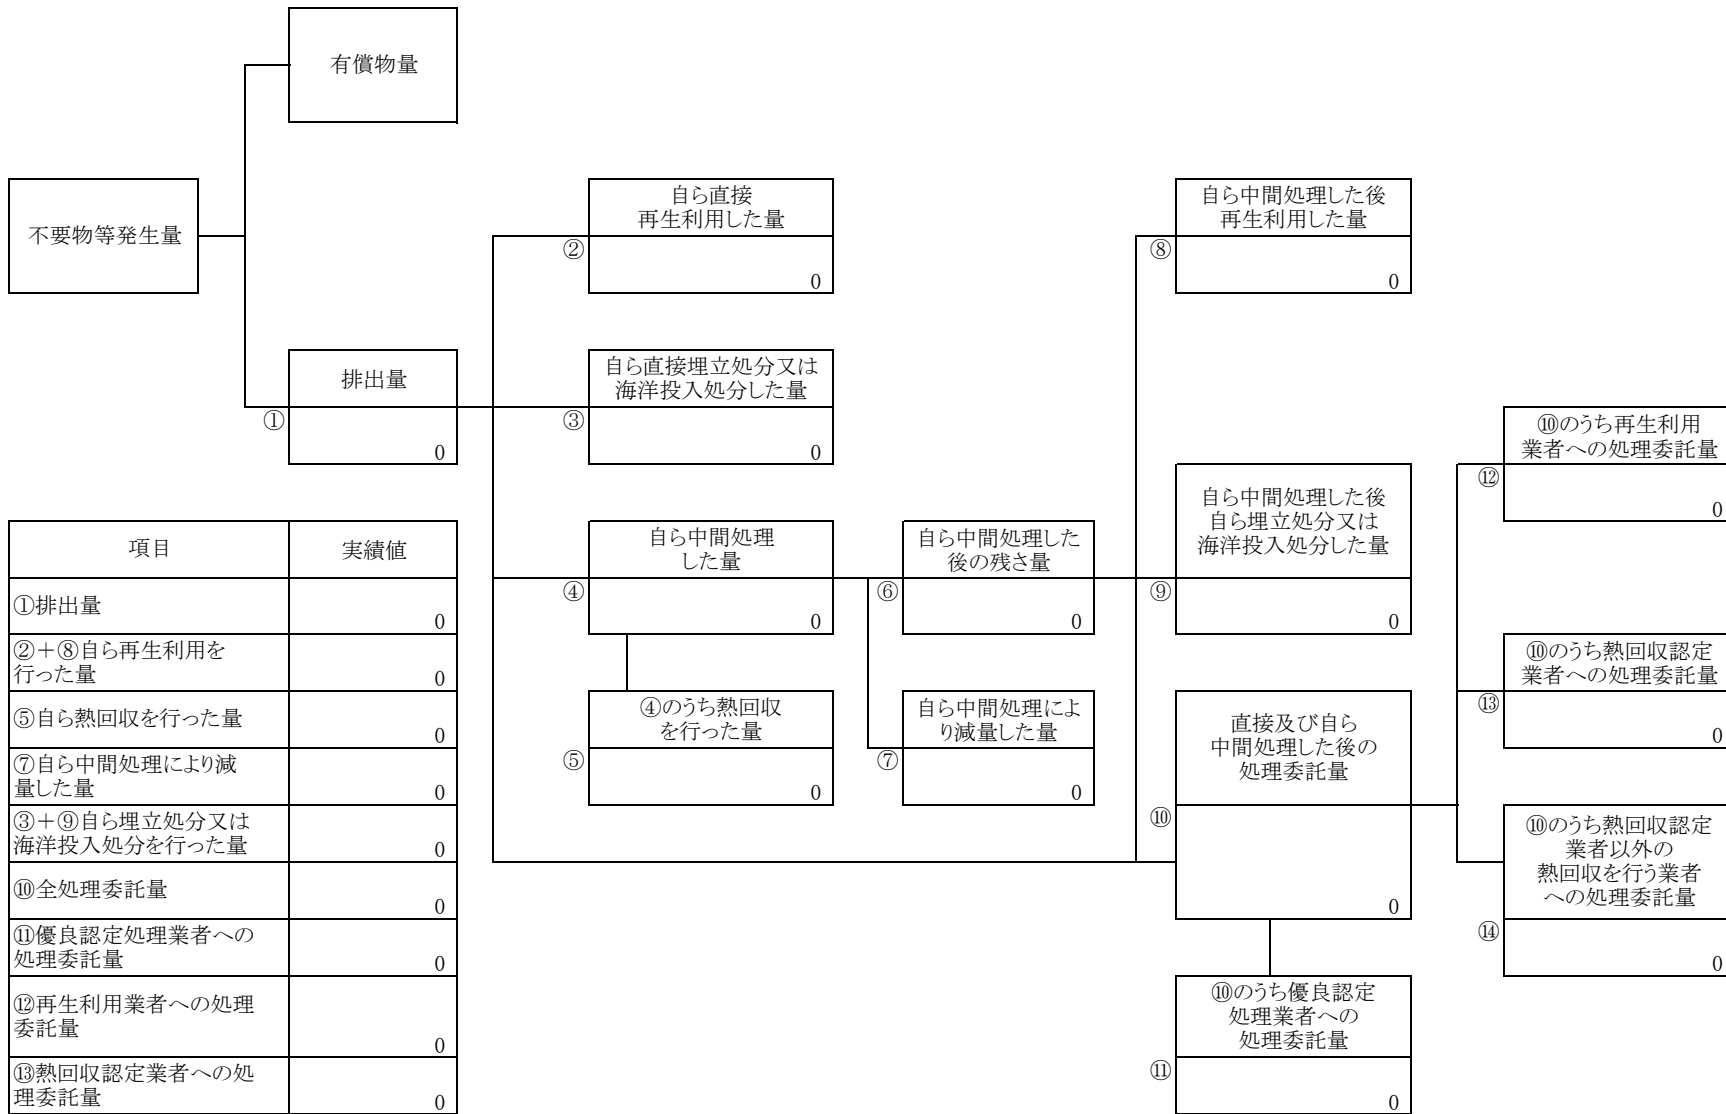 有償物量
不要物等発生量
自ら直接
再生利用した量
②
0
自ら中間処理した後
再生利用した量
⑧
0
排出量
①
0
自ら直接埋立処分又は
海洋投入処分した量
③
0
⑩のうち再生利用
業者への処理委託量
⑫
0
自ら中間処理した後
自ら埋立処分又は
海洋投入処分した量
⑨
0
自ら中間処理
した量
④
0
自ら中間処理した
後の残さ量
⑥
0
⑩のうち熱回収認定
業者への処理委託量
⑬
0
④のうち熱回収
を行った量
⑤
0
自ら中間処理によ
り減量した量
⑦
0
直接及び自ら
中間処理した後の
処理委託量
⑩
0
⑩のうち熱回収認定
業者以外の
熱回収を行う業者
への処理委託量
⑭
0
⑩のうち優良認定
処理業者への
処理委託量
⑪
0
項目 実績値
①排出量
0
②＋⑧自ら再生利用を
行った量
0
⑤自ら熱回収を行った量
0
⑦自ら中間処理により減
量した量
0
③＋⑨自ら埋立処分又は
海洋投入処分を行った量
0
⑩全処理委託量
0
⑪優良認定処理業者への
処理委託量
0
⑫再生利用業者への処理
委託量
0
⑬熱回収認定業者への処
理委託量
0